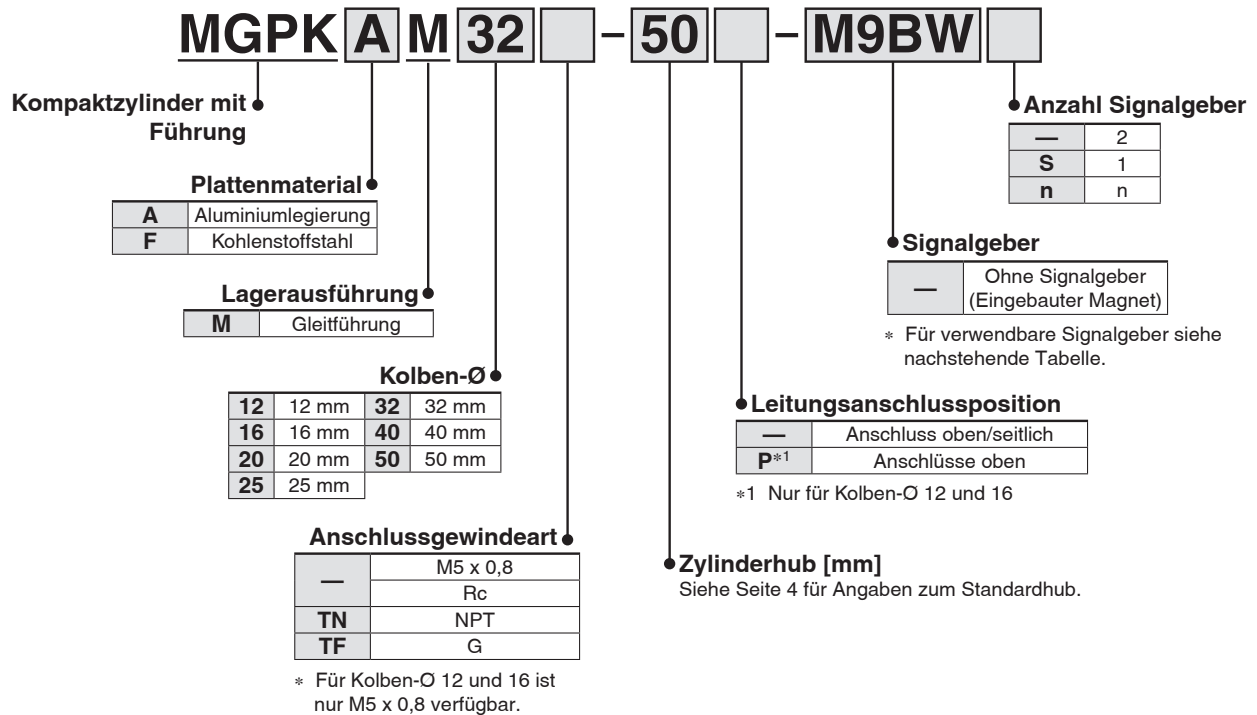 MGPK A M 32 – 50 – M9BW
Kompaktzylinder mit
Führung
Plattenmaterial
A Aluminiumlegierung
F Kohlenstoffstahl
Lagerausführung
M Gleitführung
Kolben-Ø
12 12 mm 32 32 mm
16 16 mm 40 40 mm
20 20 mm 50 50 mm
25 25 mm
Anschlussgewindeart
— M5 x 0,8
Rc
TN NPT
TF G
* Für Kolben-Ø 12 und 16 ist
nur M5 x 0,8 verfügbar.
Anzahl Signalgeber
— 2
S 1
n n
Signalgeber
— Ohne Signalgeber
(Eingebauter Magnet)
* Für verwendbare Signalgeber siehe
nachstehende Tabelle.
Leitungsanschlussposition
— Anschluss oben/seitlich
P*1 Anschlüsse oben
*1 Nur für Kolben-Ø 12 und 16
Zylinderhub [mm]
Siehe Seite 4 für Angaben zum Standardhub.